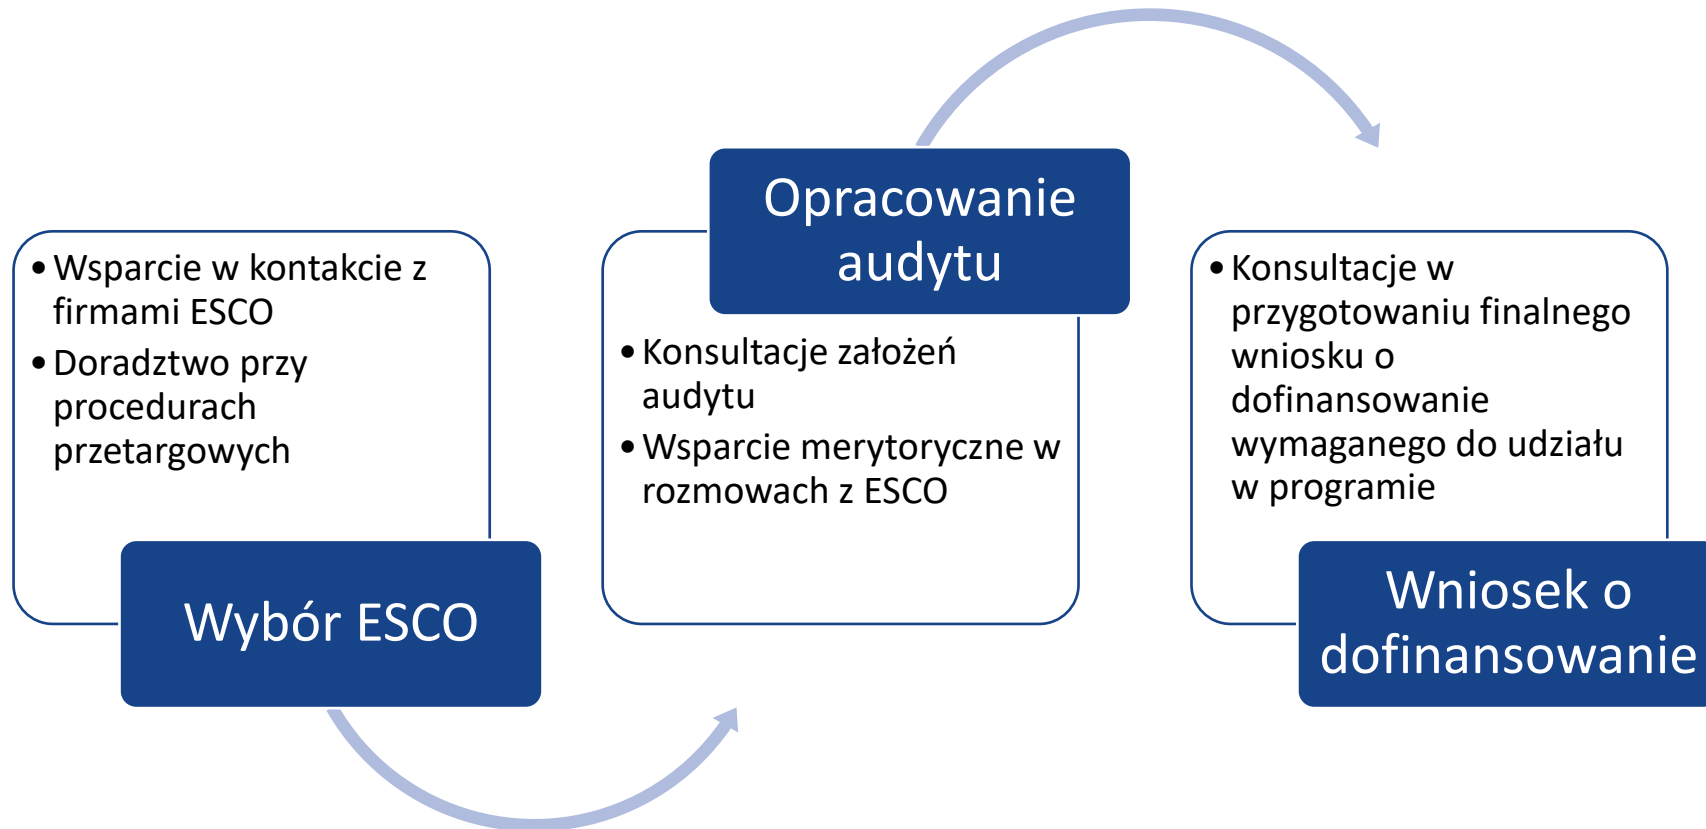 • Wsparcie w kontakcie z
firmami ESCO
• Doradztwo przy
procedurach
przetargowych
Wybór ESCO
Opracowanie
audytu
• Konsultacje założeń
audytu
• Wsparcie merytoryczne w
rozmowach z ESCO
• Konsultacje w
przygotowaniu finalnego
wniosku o
dofinansowanie
wymaganego do udziału
w programie
Wniosek o
dofinansowanie